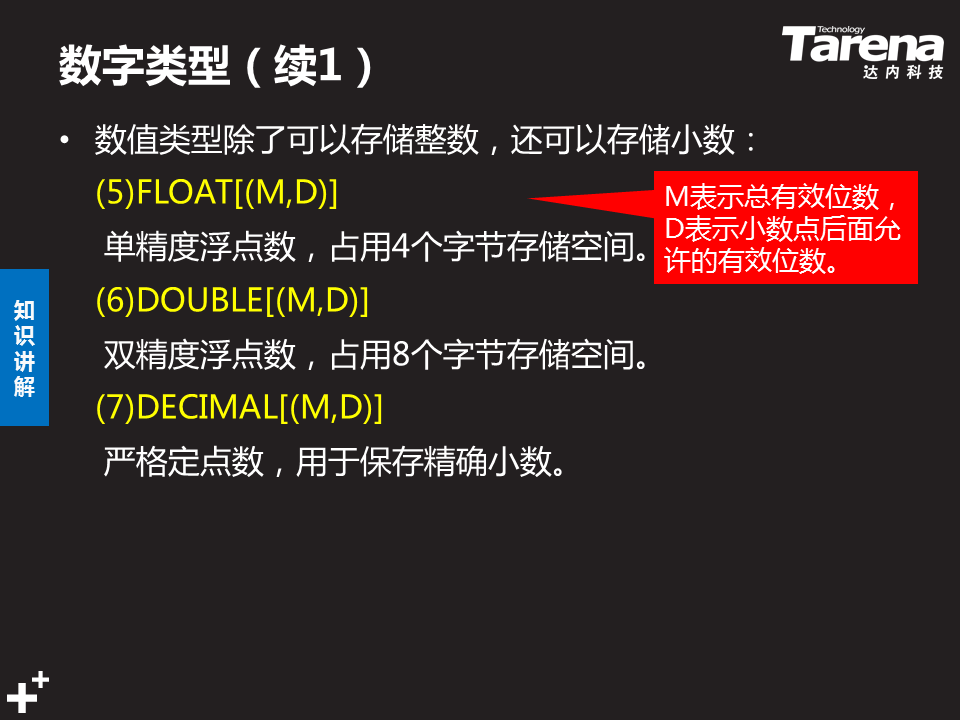 数字类型（续1）
Technology
Tarena
达内科技
• 数值类型除了可以存储整数，还可以存储小数：
(5)FLOAT[(M,D)]
M表示总有效位数，
D表示小数点后面允
许的有效位数。
单精度浮点数，占用4个字节存储空间。
(6)DOUBLE[(M,D)]
双精度浮点数，占用8个字节存储空间。
(7)DECIMAL[(M,D)]
严格定点数，用于保存精确小数。
知
识
讲
解